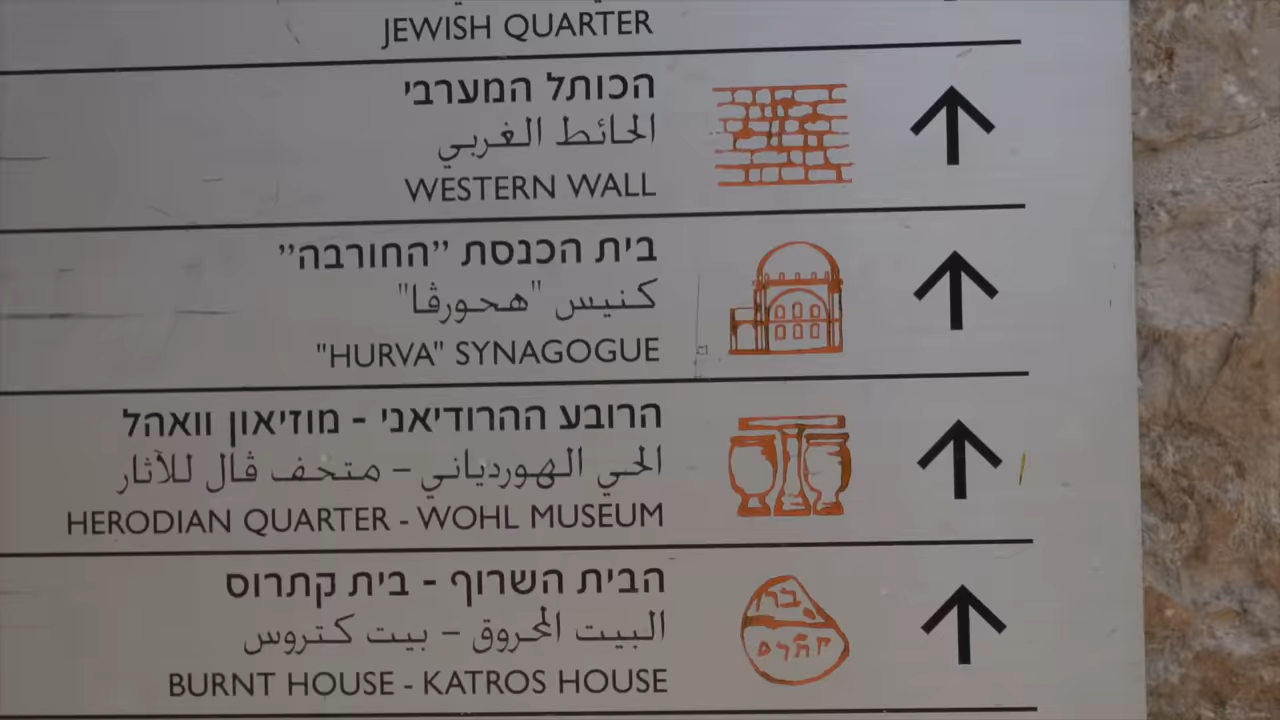 JEWISH QUARTER
הכותל המערבי
الحائط الغربي
WESTERN WALL
בית הכנסת ”החורבה”
كنيس "هحورڤا"
"HURVA" SYNAGOGUE
הרובע ההרודיאני - מוזיאון וואהל
الحي الهوردياني - متحف ڤال للآثار
HERODIAN QUARTER - WOHL MUSEUM
הבית השרוף - בית קתרוס
البيت المحروق - بيت كتروس
BURNT HOUSE - KATROS HOUSE